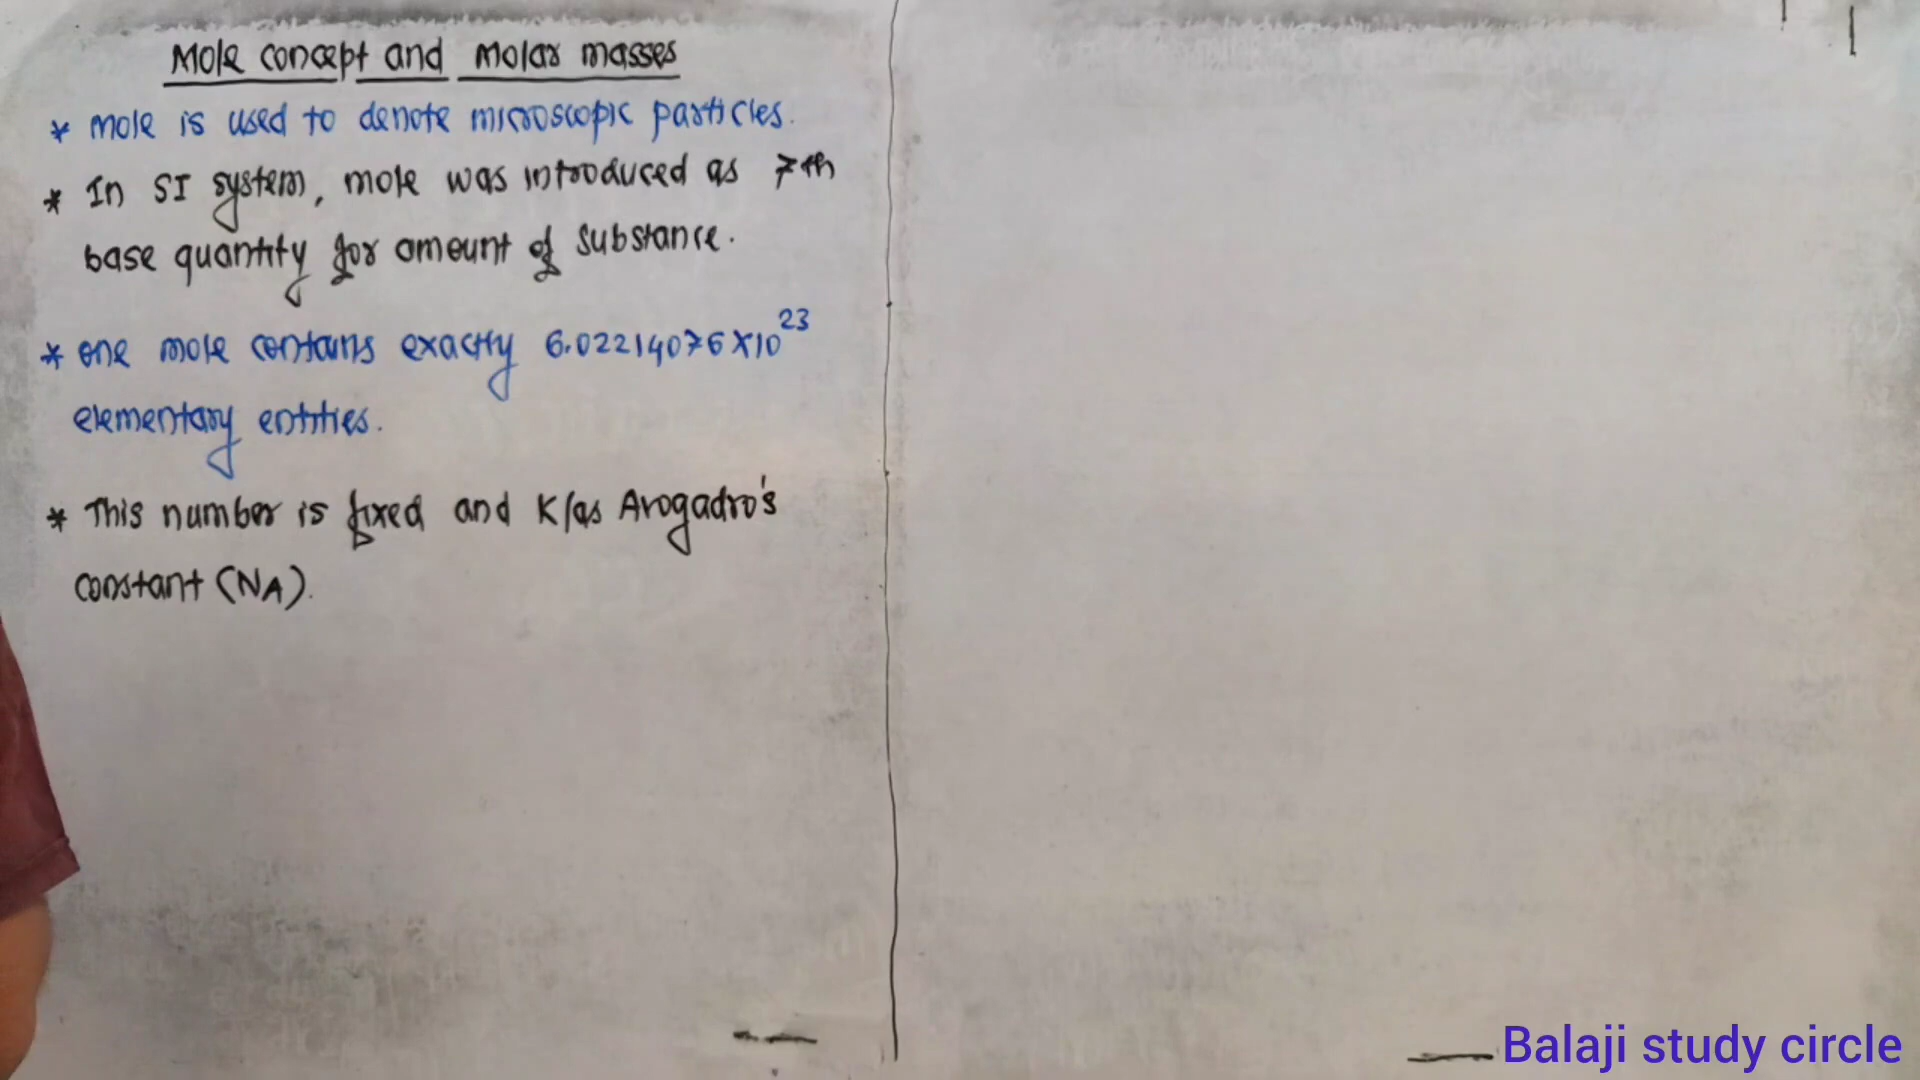 Mole concept and molar masses
* mole is used to denote microscopic particles.
* In SI system, mole was introduced as 7th
base quantity for amount of substance.
* one mole contains exactly 6.02214076×10²³
elementary entities.
* This number is fixed and K/as Avogadro's
constant (NA).
Balaji study circle